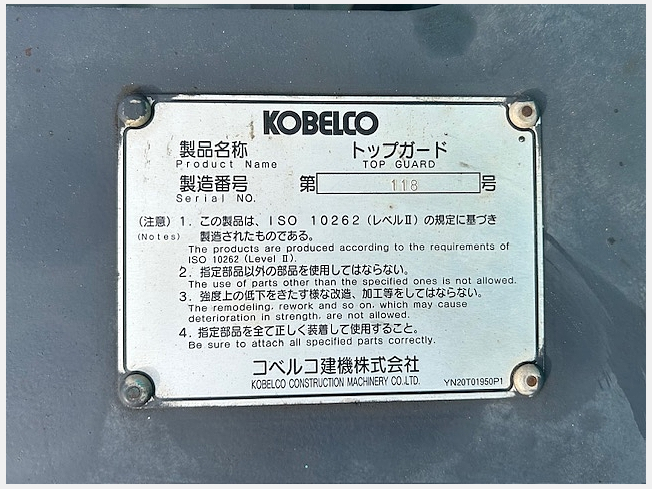 KOBELCO
製品名称 トップガード
Product Name TOP GUARD
製造番号 第 118 号
Serial NO.
(注意) 1. この製品は、ISO 10262 (レベルⅡ) の規定に基づき
(Notes) 製造されたものである。
The products are produced according to the requirements of
ISO 10262 (Level Ⅱ).
2. 指定部品以外の部品を使用してはならない。
The use of parts other than the specified ones is not allowed.
3. 強度上の低下をきたす様な改造、加工等をしてはならない。
The remodeling, rework and so on, which may cause
deterioration in strength, are not allowed.
4. 指定部品を全て正しく装着して使用すること。
Be sure to attach all specified parts correctly.
コベルコ建機株式会社
KOBELCO CONSTRUCTION MACHINERY CO.,LTD. YN20T01950P1